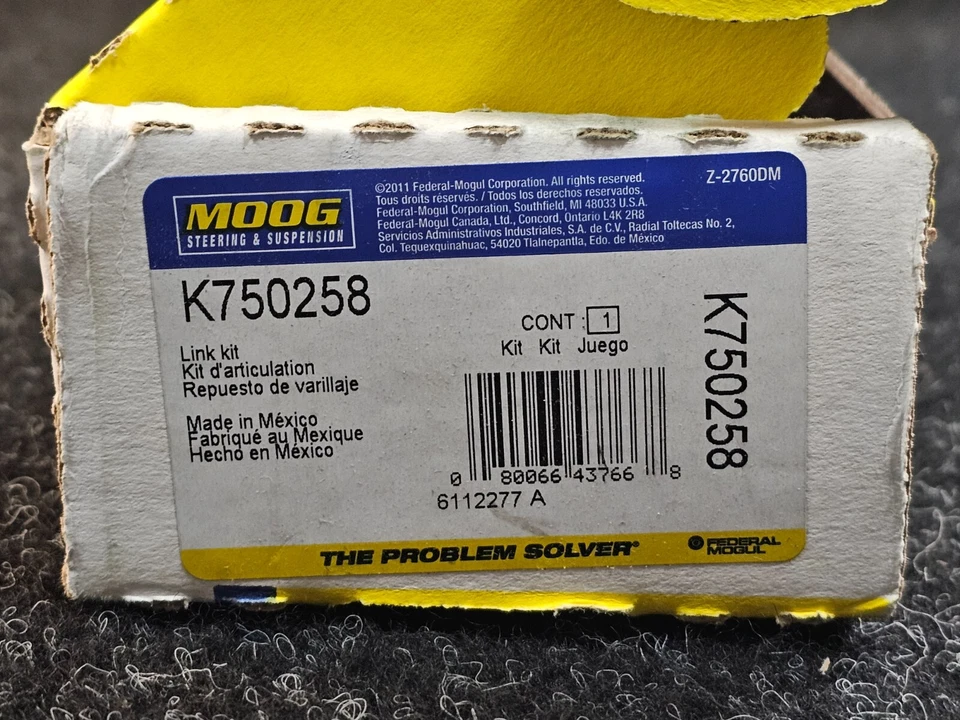 MOOG
STEERING & SUSPENSION
©2011 Federal-Mogul Corporation. All rights reserved.
Tous droits réservés. / Todos los derechos reservados.
Federal-Mogul Corporation, Southfield, MI 48033 U.S.A.
Federal-Mogul Canada, Ltd., Concord, Ontario L4K 2R8
Servicios Administrativos Industriales, S.A. de C.V., Radial Toltecas No. 2,
Col. Tequexquinahuac, 54020 Tlalnepantla, Edo. de México
Z-2760DM
K750258
Link kit
Kit d'articulation
Repuesto de varillaje
Made in México
Fabriqué au Mexique
Hecho en México
CONT : 1
Kit Kit Juego
0 80066 43766 8
6112277 A
K750258
THE PROBLEM SOLVER®
FEDERAL
MOGUL